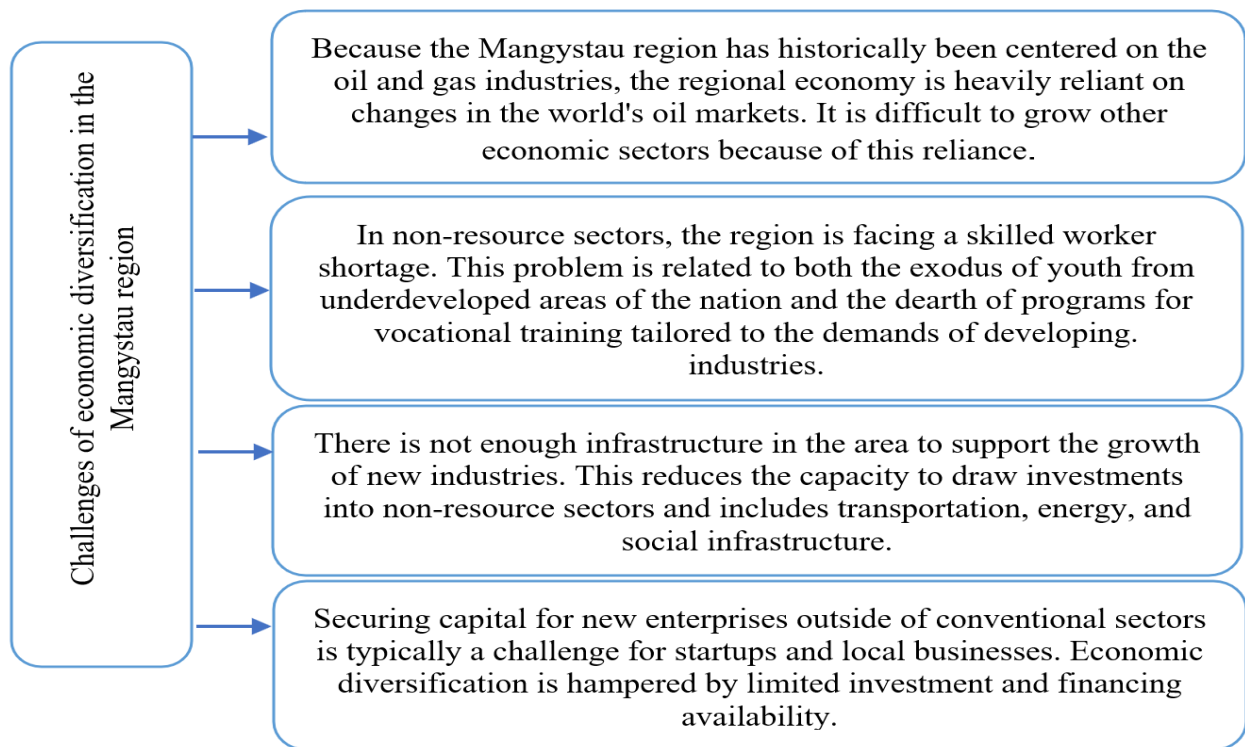 Challenges of economic diversification in the
Mangystau region
Because the Mangystau region has historically been centered on the
oil and gas industries, the regional economy is heavily reliant on
changes in the world's oil markets. It is difficult to grow other
economic sectors because of this reliance.
In non-resource sectors, the region is facing a skilled worker
shortage. This problem is related to both the exodus of youth from
underdeveloped areas of the nation and the dearth of programs for
vocational training tailored to the demands of developing.
industries.
There is not enough infrastructure in the area to support the growth
of new industries. This reduces the capacity to draw investments
into non-resource sectors and includes transportation, energy, and
social infrastructure.
Securing capital for new enterprises outside of conventional sectors
is typically a challenge for startups and local businesses. Economic
diversification is hampered by limited investment and financing
availability.